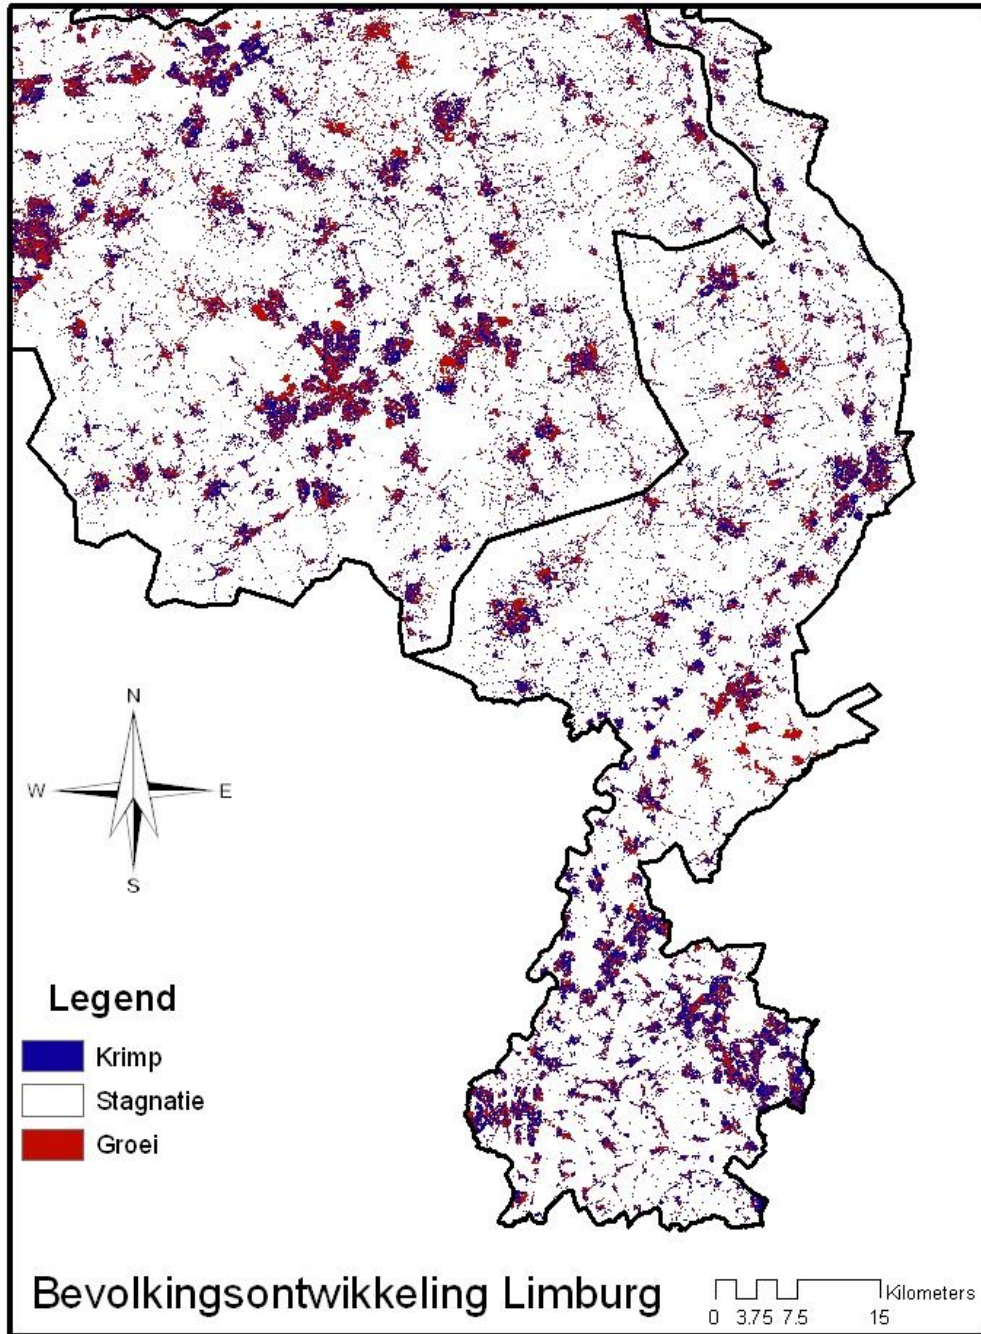 N
W E
S
Legend
Krimp
Stagnatie
Groei
Bevolkingsontwikkeling Limburg
Kilometers
0 3.75 7.5 15